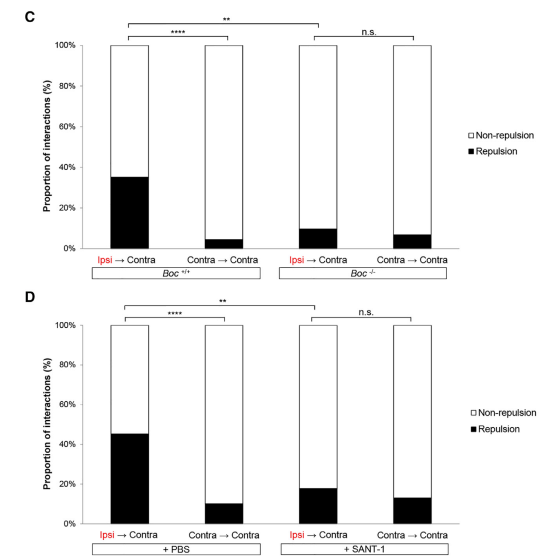 C
**
****
n.s.
100%
80%
60%
40%
20%
0%
Proportion of interactions (%)
Non-repulsion
Repulsion
Ipsi → Contra
Contra → Contra
Ipsi → Contra
Contra → Contra
Boc +/+
Boc -/-
D
**
****
n.s.
100%
80%
60%
40%
20%
0%
Proportion of interactions (%)
Non-repulsion
Repulsion
Ipsi → Contra
Contra → Contra
Ipsi → Contra
Contra → Contra
+ PBS
+ SANT-1